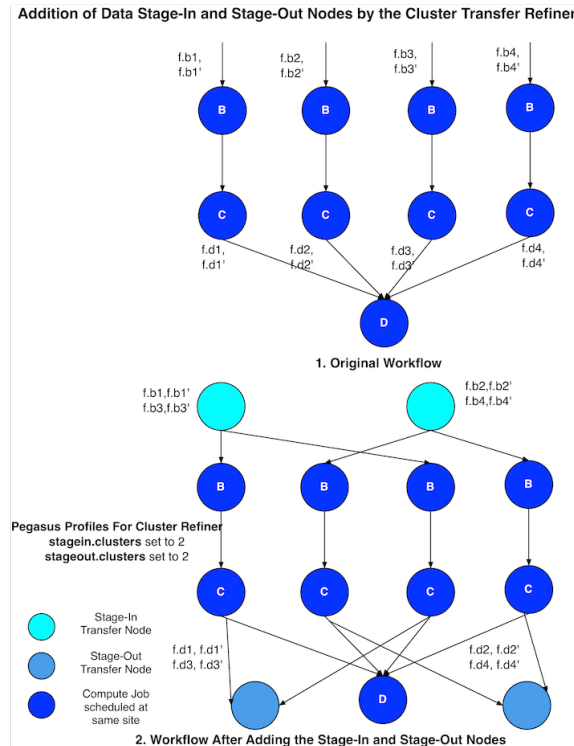 Addition of Data Stage-In and Stage-Out Nodes by the Cluster Transfer Refiner
f.b1,
f.b1'
f.b2,
f.b2'
f.b3,
f.b3'
f.b4,
f.b4'
B
B
B
B
C
C
C
C
f.d1,
f.d1'
f.d2,
f.d2'
f.d3,
f.d3'
f.d4,
f.d4'
D
1. Original Workflow
f.b1,f.b1'
f.b3,f.b3'
f.b2,f.b2'
f.b4,f.b4'
B
B
B
B
Pegasus Profiles For Cluster Refiner
stagein.clusters set to 2
stageout.clusters set to 2
C
C
C
C
Stage-In
Transfer Node
Stage-Out
Transfer Node
Compute Job
scheduled at
same site
f.d1, f.d1'
f.d3, f.d3'
f.d2, f.d2'
f.d4, f.d4'
D
2. Workflow After Adding the Stage-In and Stage-Out Nodes